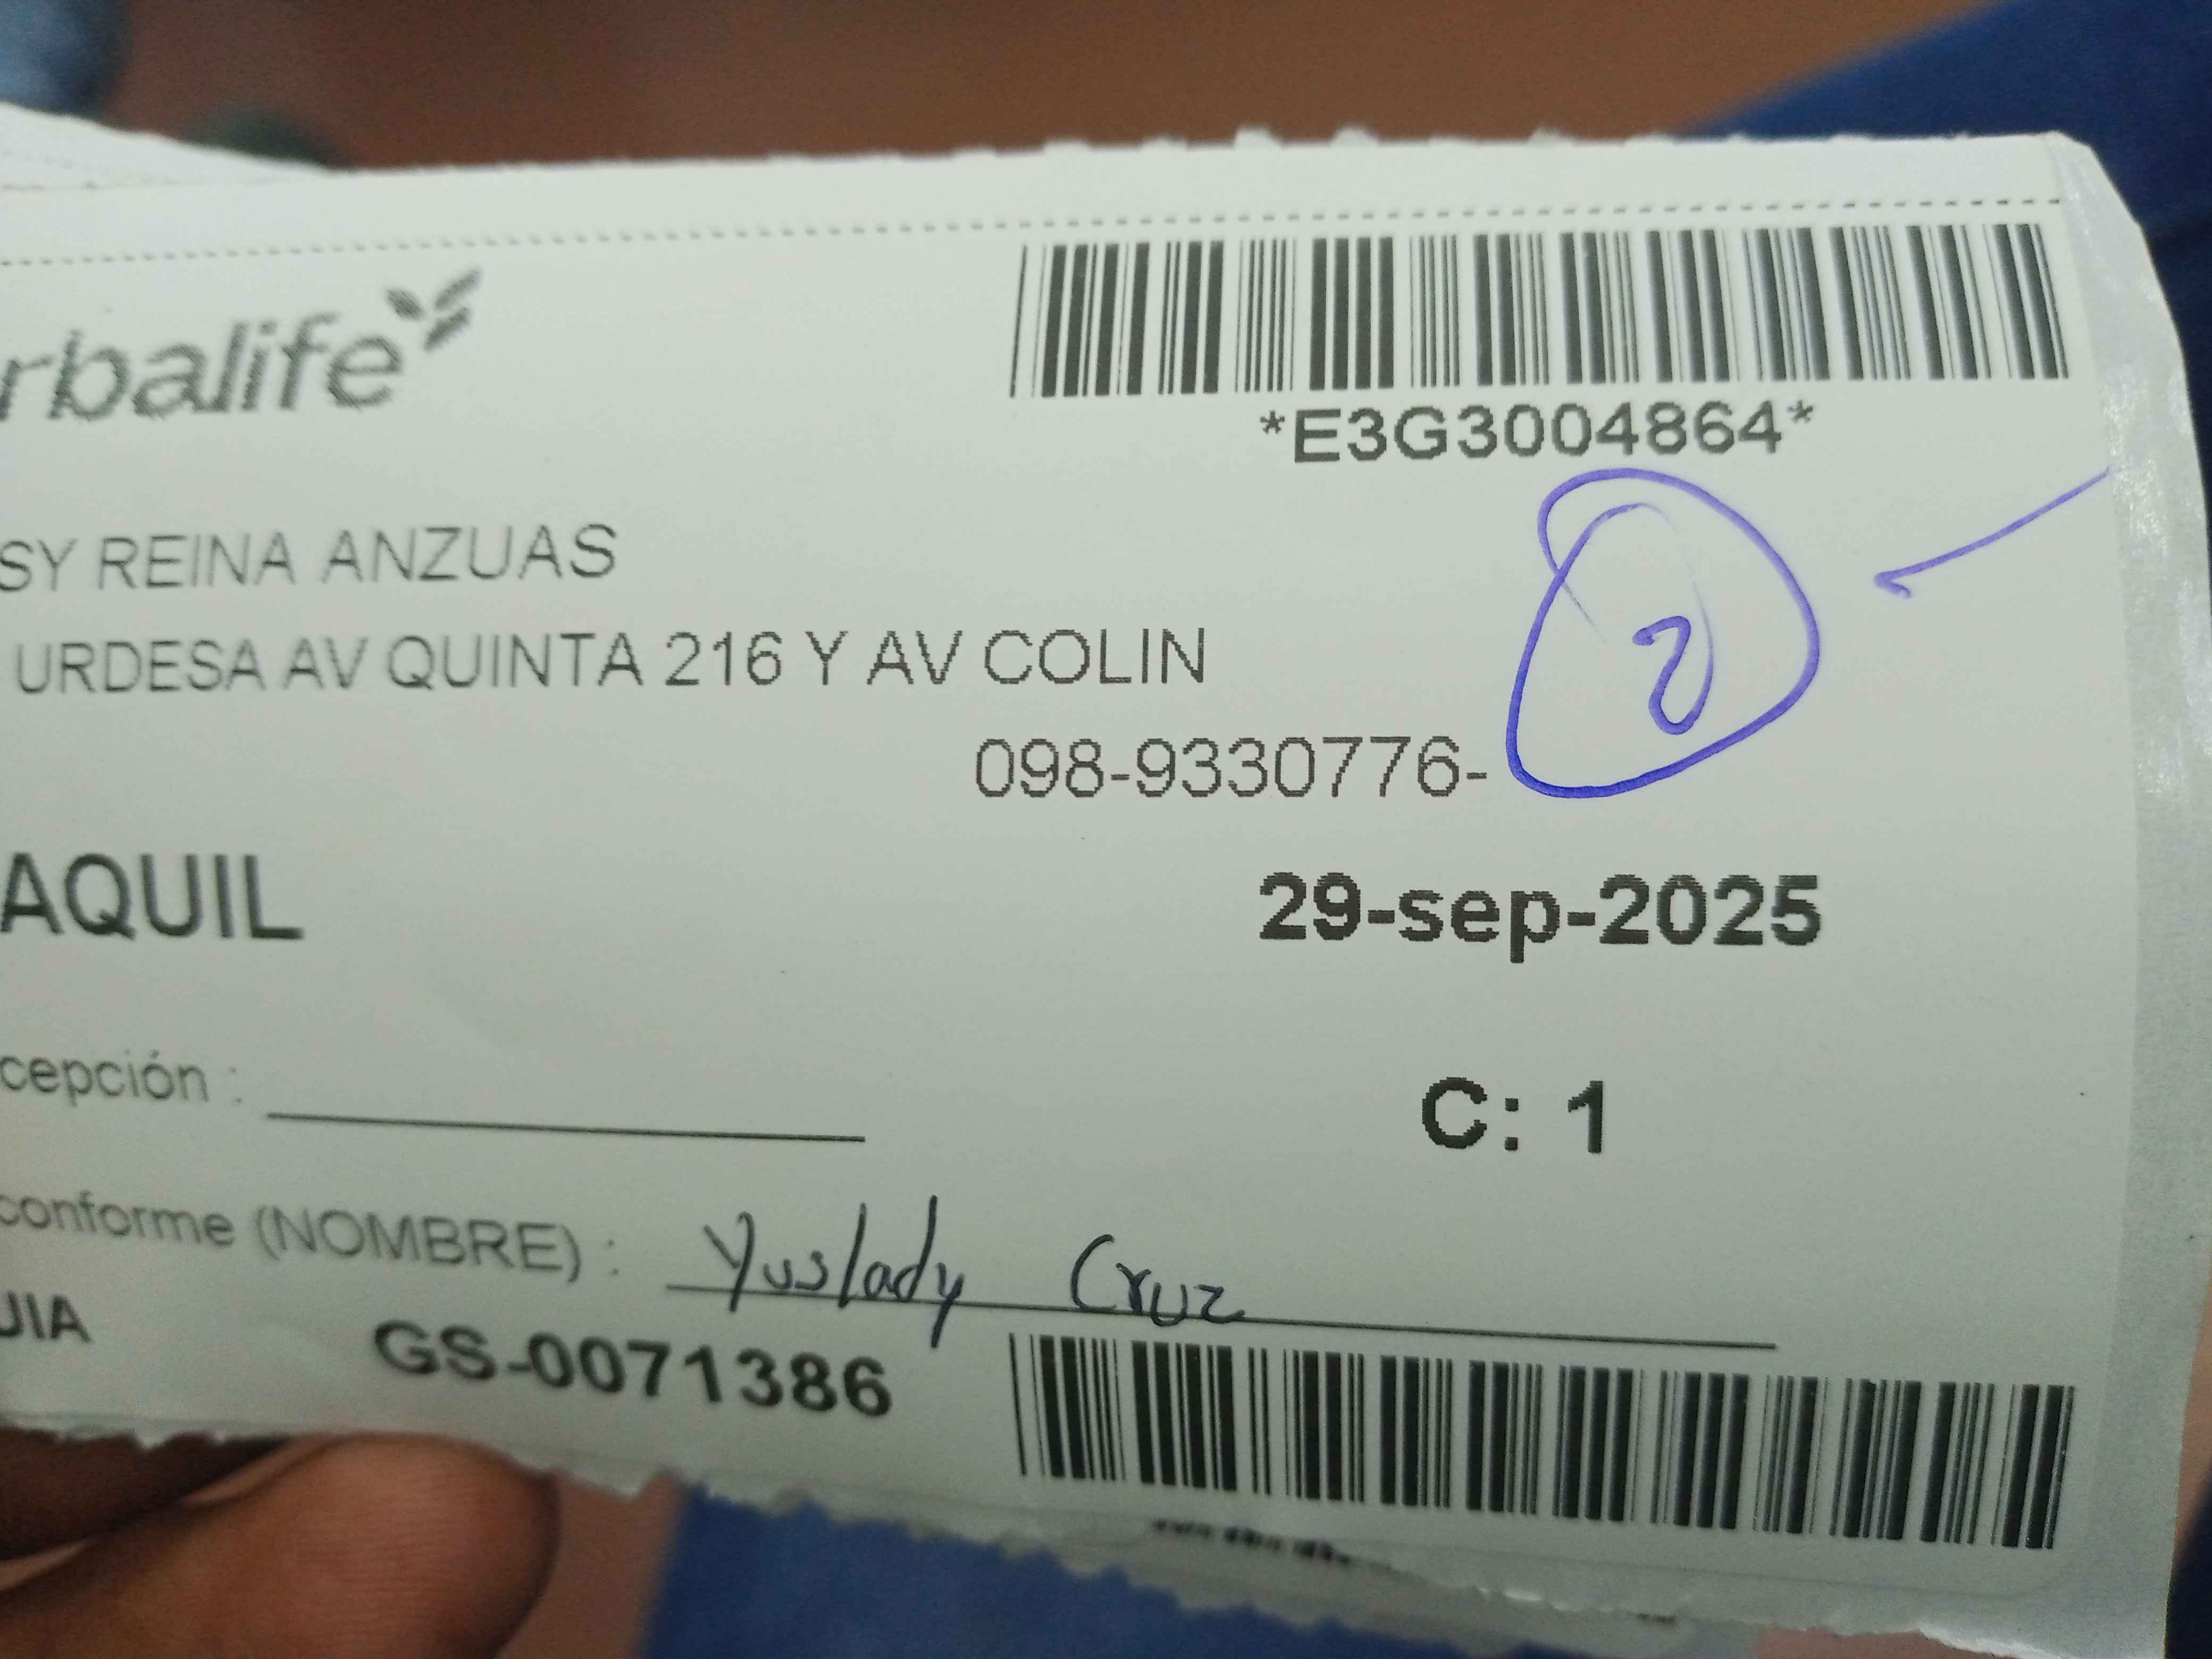 rbalife
*E3G3004864*
SY REINA ANZUAS
2
URDESA AV QUINTA 216 Y AV COLIN
098-9330776-
AQUIL
29-sep-2025
cepción :
C: 1
conforme (NOMBRE) : Yuslady Cruz
JIA
GS-0071386